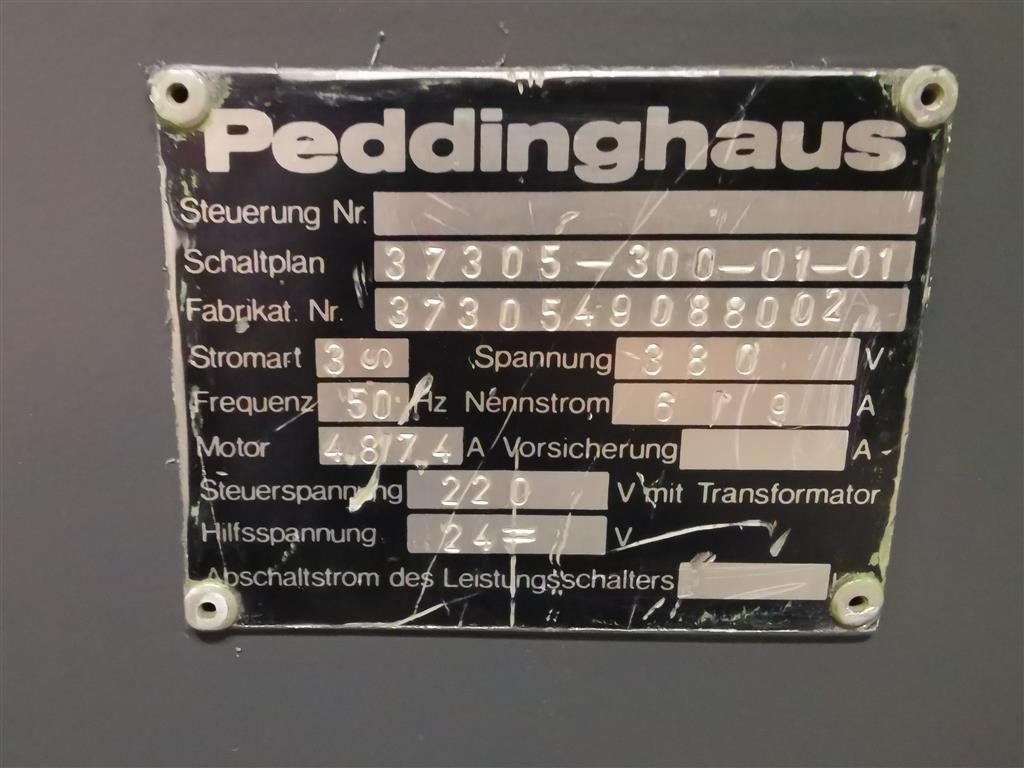 Peddinghaus
Steuerung Nr.
Schaltplan 37305-300-01-01
Fabrikat. Nr. 3730549088002
Stromart 3 S Spannung 380 V
Frequenz 50 Hz Nennstrom 6 A
Motor A Vorsicherung A
Steuerspannung 220 V mit Transformator
Hilfsspannung 24= V
Abschaltstrom des Leistungsschalters